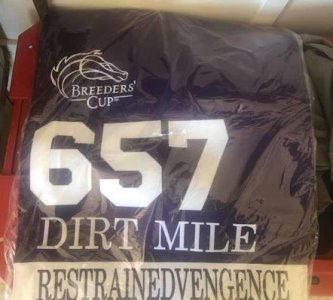 BREEDERS'
CUP
657
DIRT MILE
RESTRAINEDVENGENCE